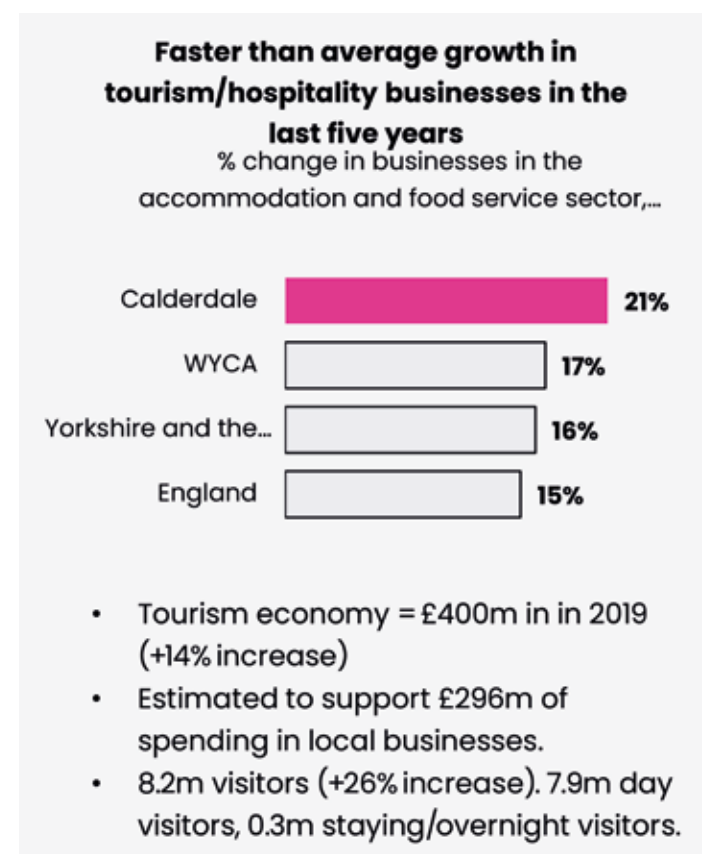 Faster than average growth in
tourism/hospitality businesses in the
last five years
% change in businesses in the
accommodation and food service sector,...
Calderdale 21%
WYCA 17%
Yorkshire and the... 16%
England 15%
• Tourism economy = £400m in in 2019
(+14% increase)
• Estimated to support £296m of
spending in local businesses.
• 8.2m visitors (+26% increase). 7.9m day
visitors, 0.3m staying/overnight visitors.